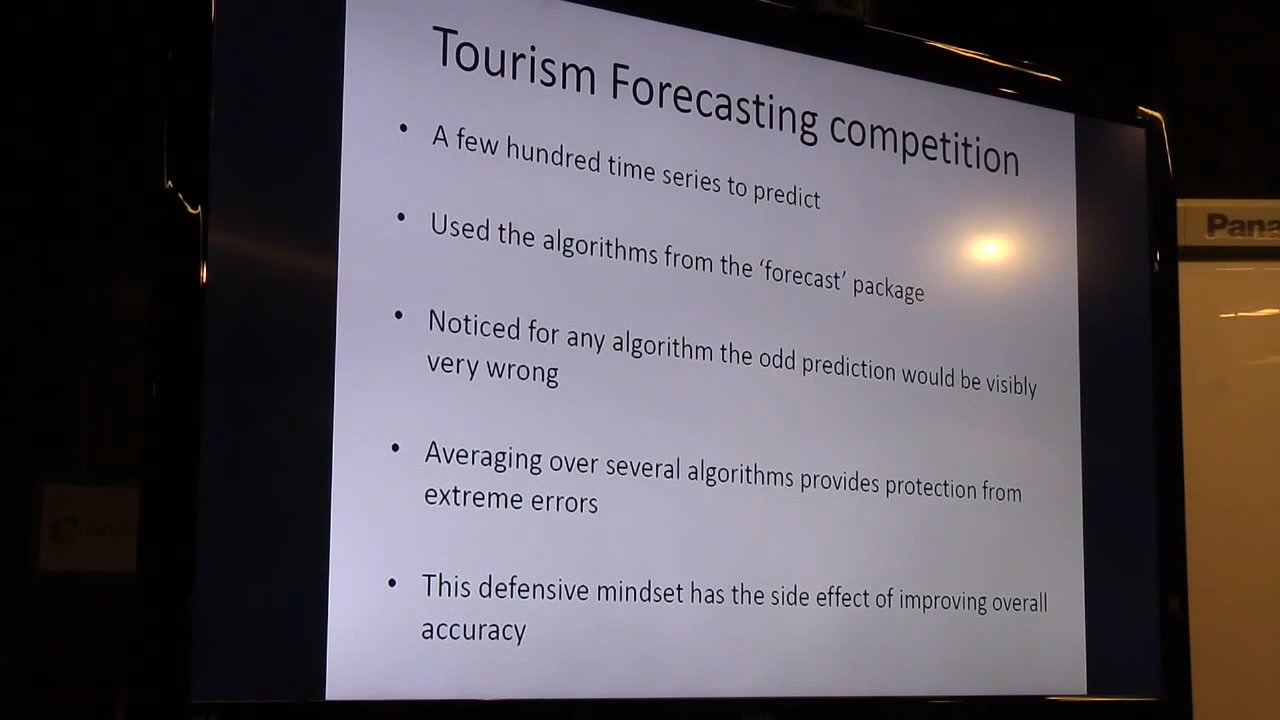 Tourism Forecasting competition
• A few hundred time series to predict
• Used the algorithms from the ‘forecast’ package
• Noticed for any algorithm the odd prediction would be visibly
very wrong
• Averaging over several algorithms provides protection from
extreme errors
• This defensive mindset has the side effect of improving overall
accuracy
Pana